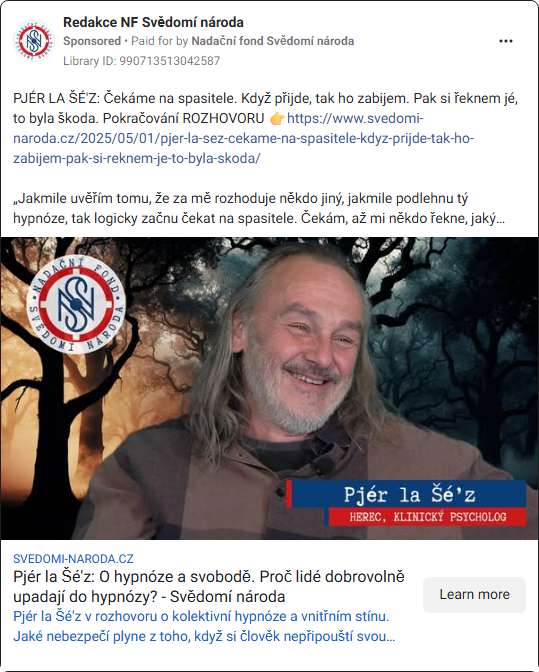 Redakce NF Svědomí národa
Sponsored • Paid for by Nadační fond Svědomí národa
Library ID: 990713513042587
PJÉR LA ŠÉ'Z: Čekáme na spasitele. Když přijde, tak ho zabijem. Pak si řeknem jé,
to byla škoda. Pokračování ROZHOVORU 👉https://www.svedomi-
naroda.cz/2025/05/01/pjer-la-sez-cekame-na-spasitele-kdyz-prijde-tak-ho-
zabijem-pak-si-reknem-je-to-byla-skoda/
„Jakmile uvěřím tomu, že za mě rozhoduje někdo jiný, jakmile podlehnu tý
hypnóze, tak logicky začnu čekat na spasitele. Čekám, až mi někdo řekne, jaký…
NADAČNÍ FOND
SVĚDOMÍ NÁRODA
Pjér la Šé'z
HEREC, KLINICKÝ PSYCHOLOG
SVEDOMI-NARODA.CZ
Pjér la Šé'z: O hypnóze a svobodě. Proč lidé dobrovolně
upadají do hypnózy? - Svědomí národa
Learn more
Pjér la Šé'z v rozhovoru o kolektivní hypnóze a vnitřním stínu.
Jaké nebezpečí plyne z toho, když si člověk nepřipouští svou…